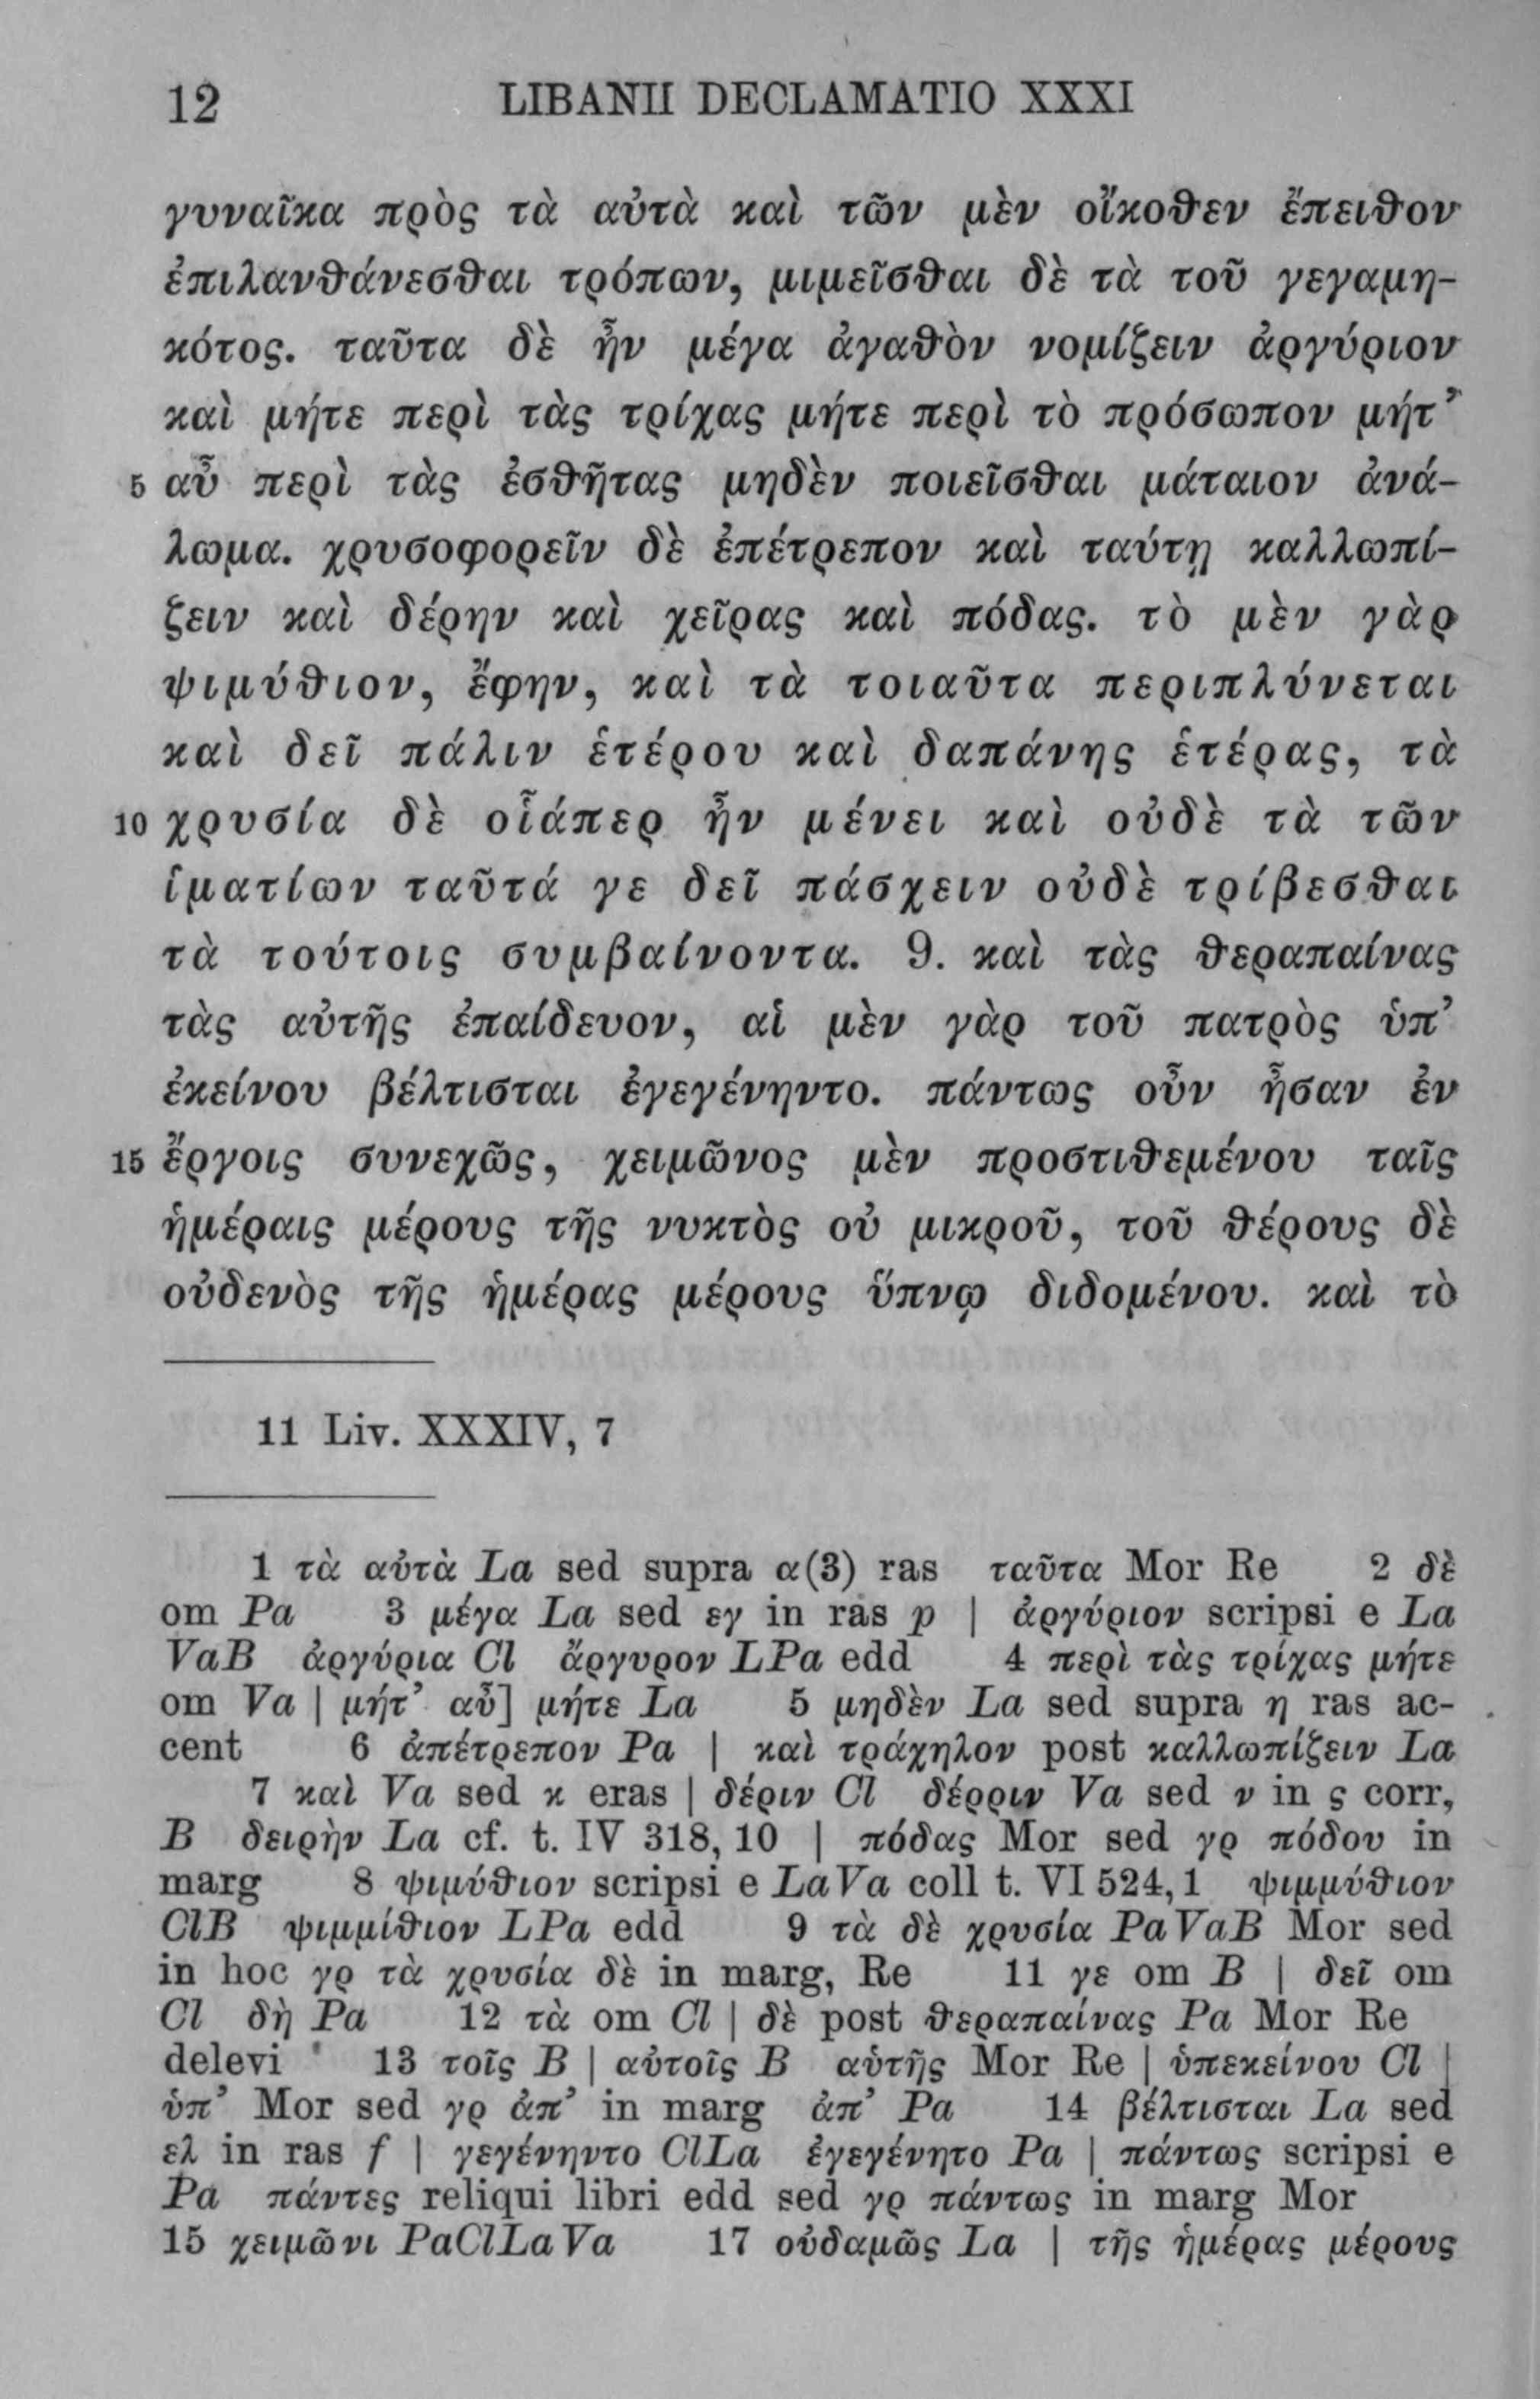 12 LIBANII DECLAMATIO XXXI
γυναῖκα πρὸς τὰ αὐτὰ καὶ τῶν μὲν οἴκοθεν ἔπειθον
ἐπιλανθάνεσθαι τρόπων, μιμεῖσθαι δὲ τὰ τοῦ γεγαμη-
κότος. ταῦτα δὲ ἦν μέγα ἀγαθὸν νομίζειν ἀργύριον
καὶ μήτε περὶ τὰς τρίχας μήτε περὶ τὸ πρόσωπον μήτ’
5 αὖ περὶ τὰς ἐσθῆτας μηδὲν ποιεῖσθαι μάταιον ἀνά-
λωμα. χρυσοφορεῖν δὲ ἐπέτρεπον καὶ ταύτῃ καλλωπί-
ζειν καὶ δέρην καὶ χεῖρας καὶ πόδας. τὸ μὲν γὰρ
ψιμύθιον, ἔφην, καὶ τὰ τοιαῦτα περιπλύνεται
καὶ δεῖ πάλιν ἑτέρου καὶ δαπάνης ἑτέρας, τὰ
10 χρυσία δὲ οἷάπερ ἦν μένει καὶ οὐδὲ τὰ τῶν
ἱματίων ταῦτά γε δεῖ πάσχειν οὐδὲ τρίβεσθαι
τὰ τούτοις συμβαίνοντα. 9. καὶ τὰς θεραπαίνας
τὰς αὐτῆς ἐπαίδευον, αἱ μὲν γὰρ τοῦ πατρὸς ὑπ’
ἐκείνου βέλτισται ἐγεγένηντο. πάντως οὖν ἦσαν ἐν
15 ἔργοις συνεχῶς, χειμῶνος μὲν προστιθεμένου ταῖς
ἡμέραις μέρους τῆς νυκτὸς οὐ μικροῦ, τοῦ θέρους δὲ
οὐδενὸς τῆς ἡμέρας μέρους ὕπνῳ διδομένου. καὶ τὸ
11 Liv. XXXIV, 7
1 τὰ αὐτὰ La sed supra α(3) ras ταῦτα Mor Re 2 δὲ
om Pa 3 μέγα La sed εγ in ras p | ἀργύριον scripsi e La
VaB ἀργύρια Cl ἄργυρον LPa edd 4 περὶ τὰς τρίχας μήτε
om Va | μήτ’ αὖ] μήτε La 5 μηδὲν La sed supra η ras ac-
cent 6 ἀπέτρεπον Pa | καὶ τράχηλον post καλλωπίζειν La
7 καὶ Va sed κ eras | δέριν Cl δέρριν Va sed ν in ς corr,
B δειρὴν La cf. t. IV 318, 10 | πόδας Mor sed γρ πόδου in
marg 8 ψιμύθιον scripsi e LaVa coll t. VI 524, 1 ψιμμύθιον
ClB ψιμμίθιον LPa edd 9 τὰ δὲ χρυσία PaVaB Mor sed
in hoc γρ τὰ χρυσία δὲ in marg, Re 11 γε om B | δεῖ om
Cl δὴ Pa 12 τὰ om Cl | δὲ post θεραπαίνας Pa Mor Re
delevi 13 τοῖς B | αὐτοῖς B αὑτῆς Mor Re | ὑπεκείνου Cl |
ὑπ’ Mor sed γρ ἀπ’ in marg ἀπ’ Pa 14 βέλτισται La sed
ελ in ras f | γεγένηντο ClLa ἐγεγένητο Pa | πάντως scripsi e
Pa πάντες reliqui libri edd sed γρ πάντως in marg Mor
15 χειμῶνι PaClLaVa 17 οὐδαμῶς La | τῆς ἡμέρας μέρους